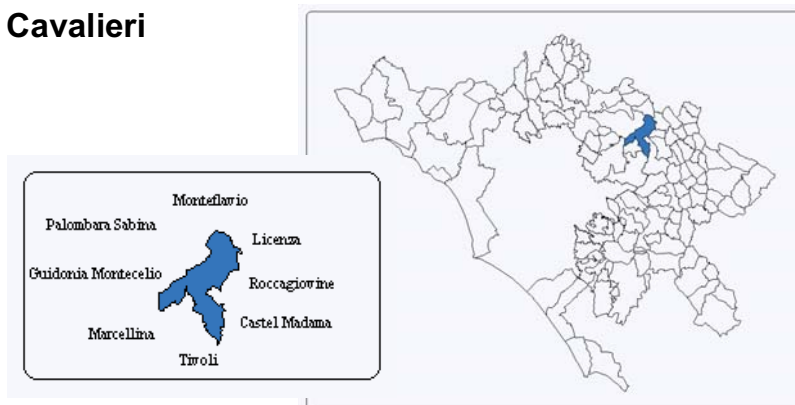 Cavalieri
Monteflavio
Palombara Sabina
Licenza
Guidonia Montecelio
Roccagiovine
Castel Madama
Marcellina
Tivoli